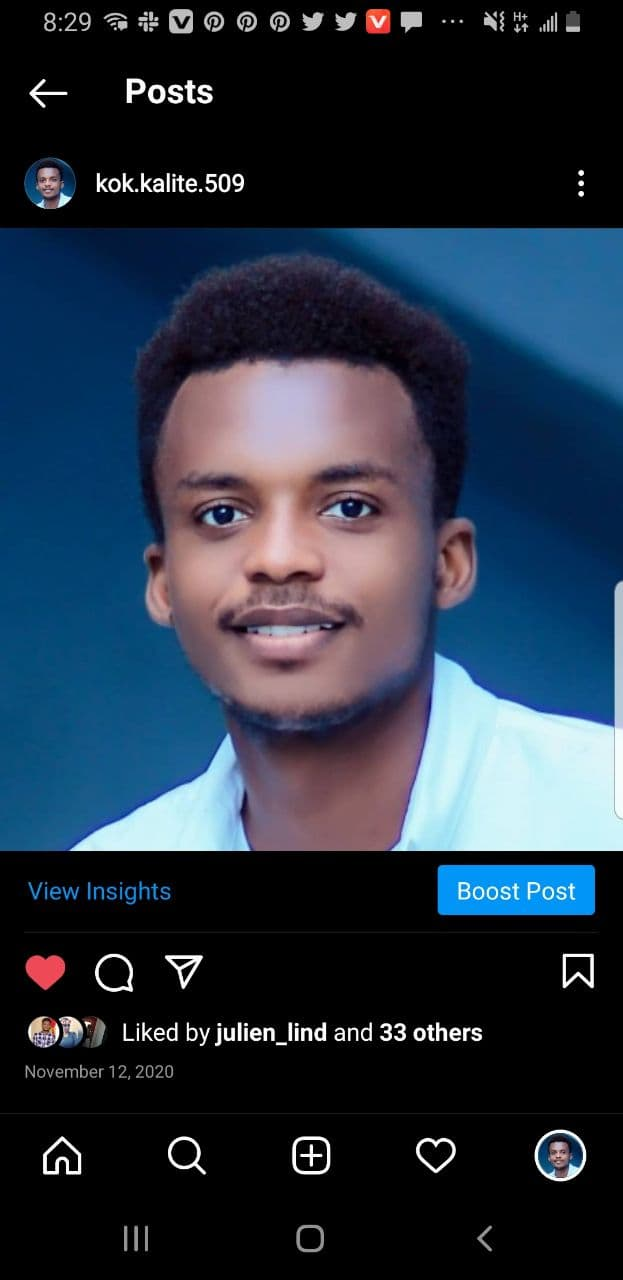 8:29
Posts
kok.kalite.509
View Insights
Boost Post
Liked by julien_lind and 33 others
November 12, 2020